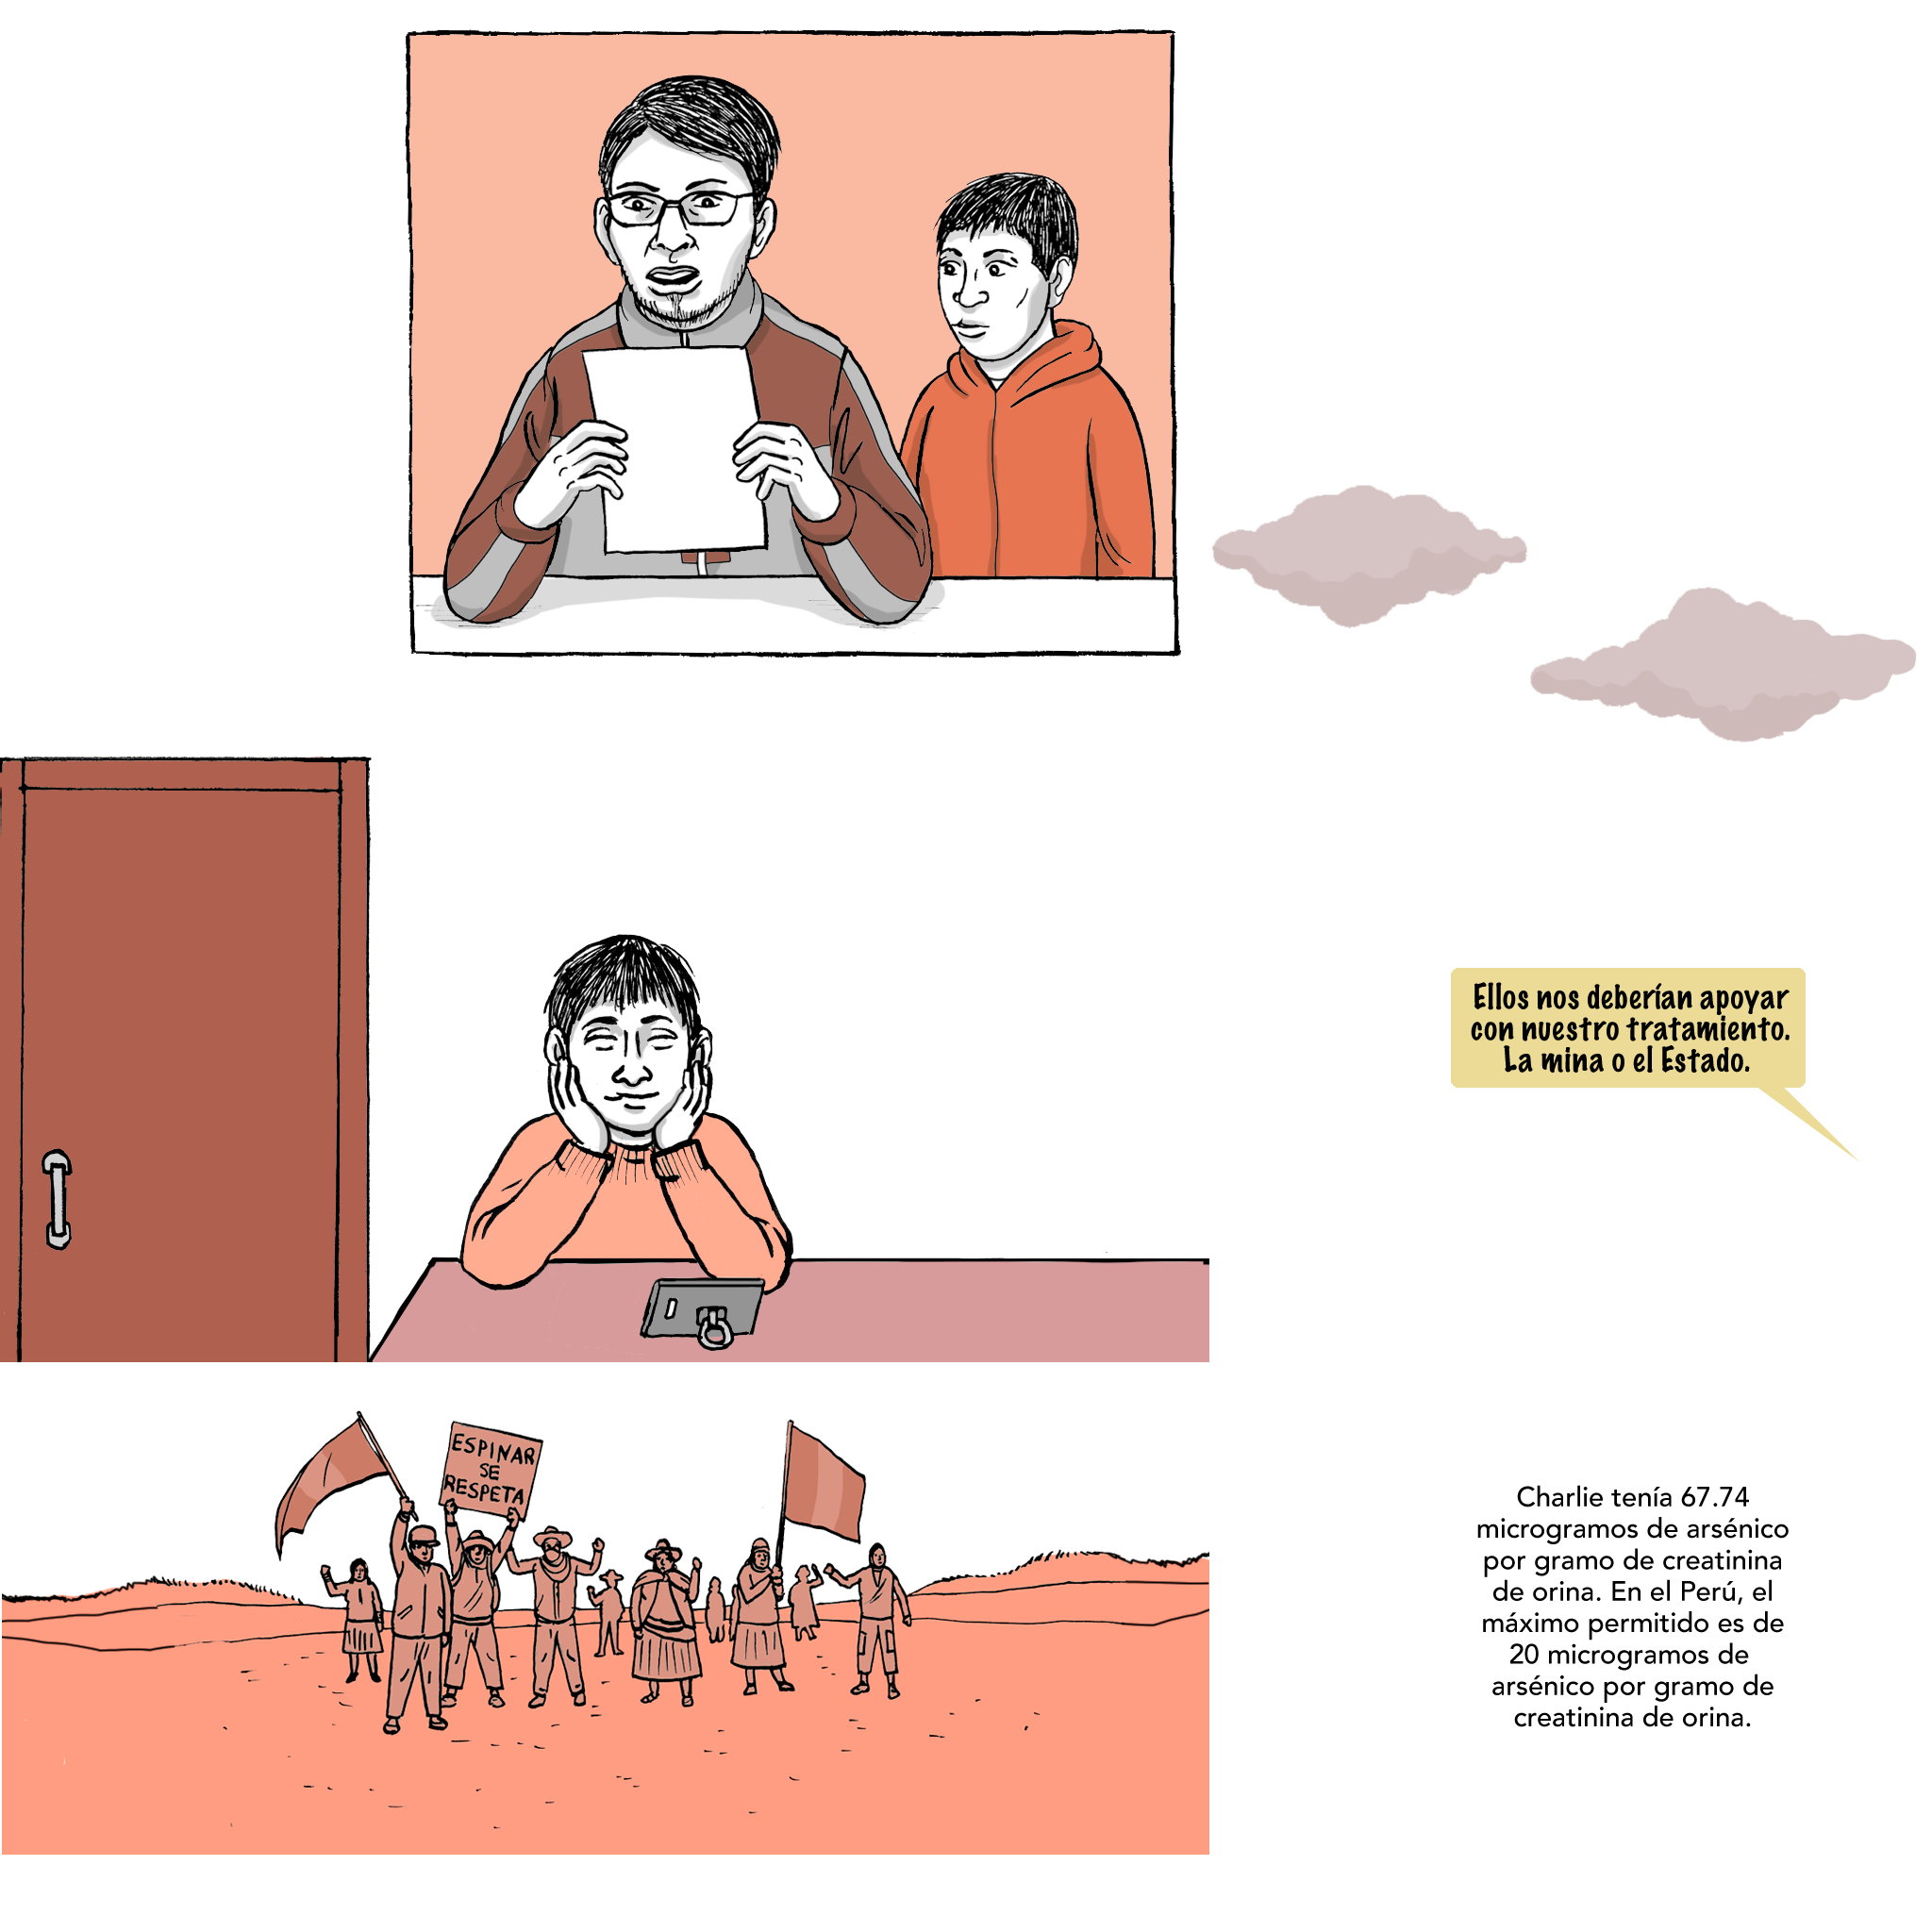 Ellos nos deberían apoyar
con nuestro tratamiento.
La mina o el Estado.
ESPINAR
SE
RESPETA
Charlie tenía 67.74
microgramos de arsénico
por gramo de creatinina
de orina. En el Perú, el
máximo permitido es de
20 microgramos de
arsénico por gramo de
creatinina de orina.